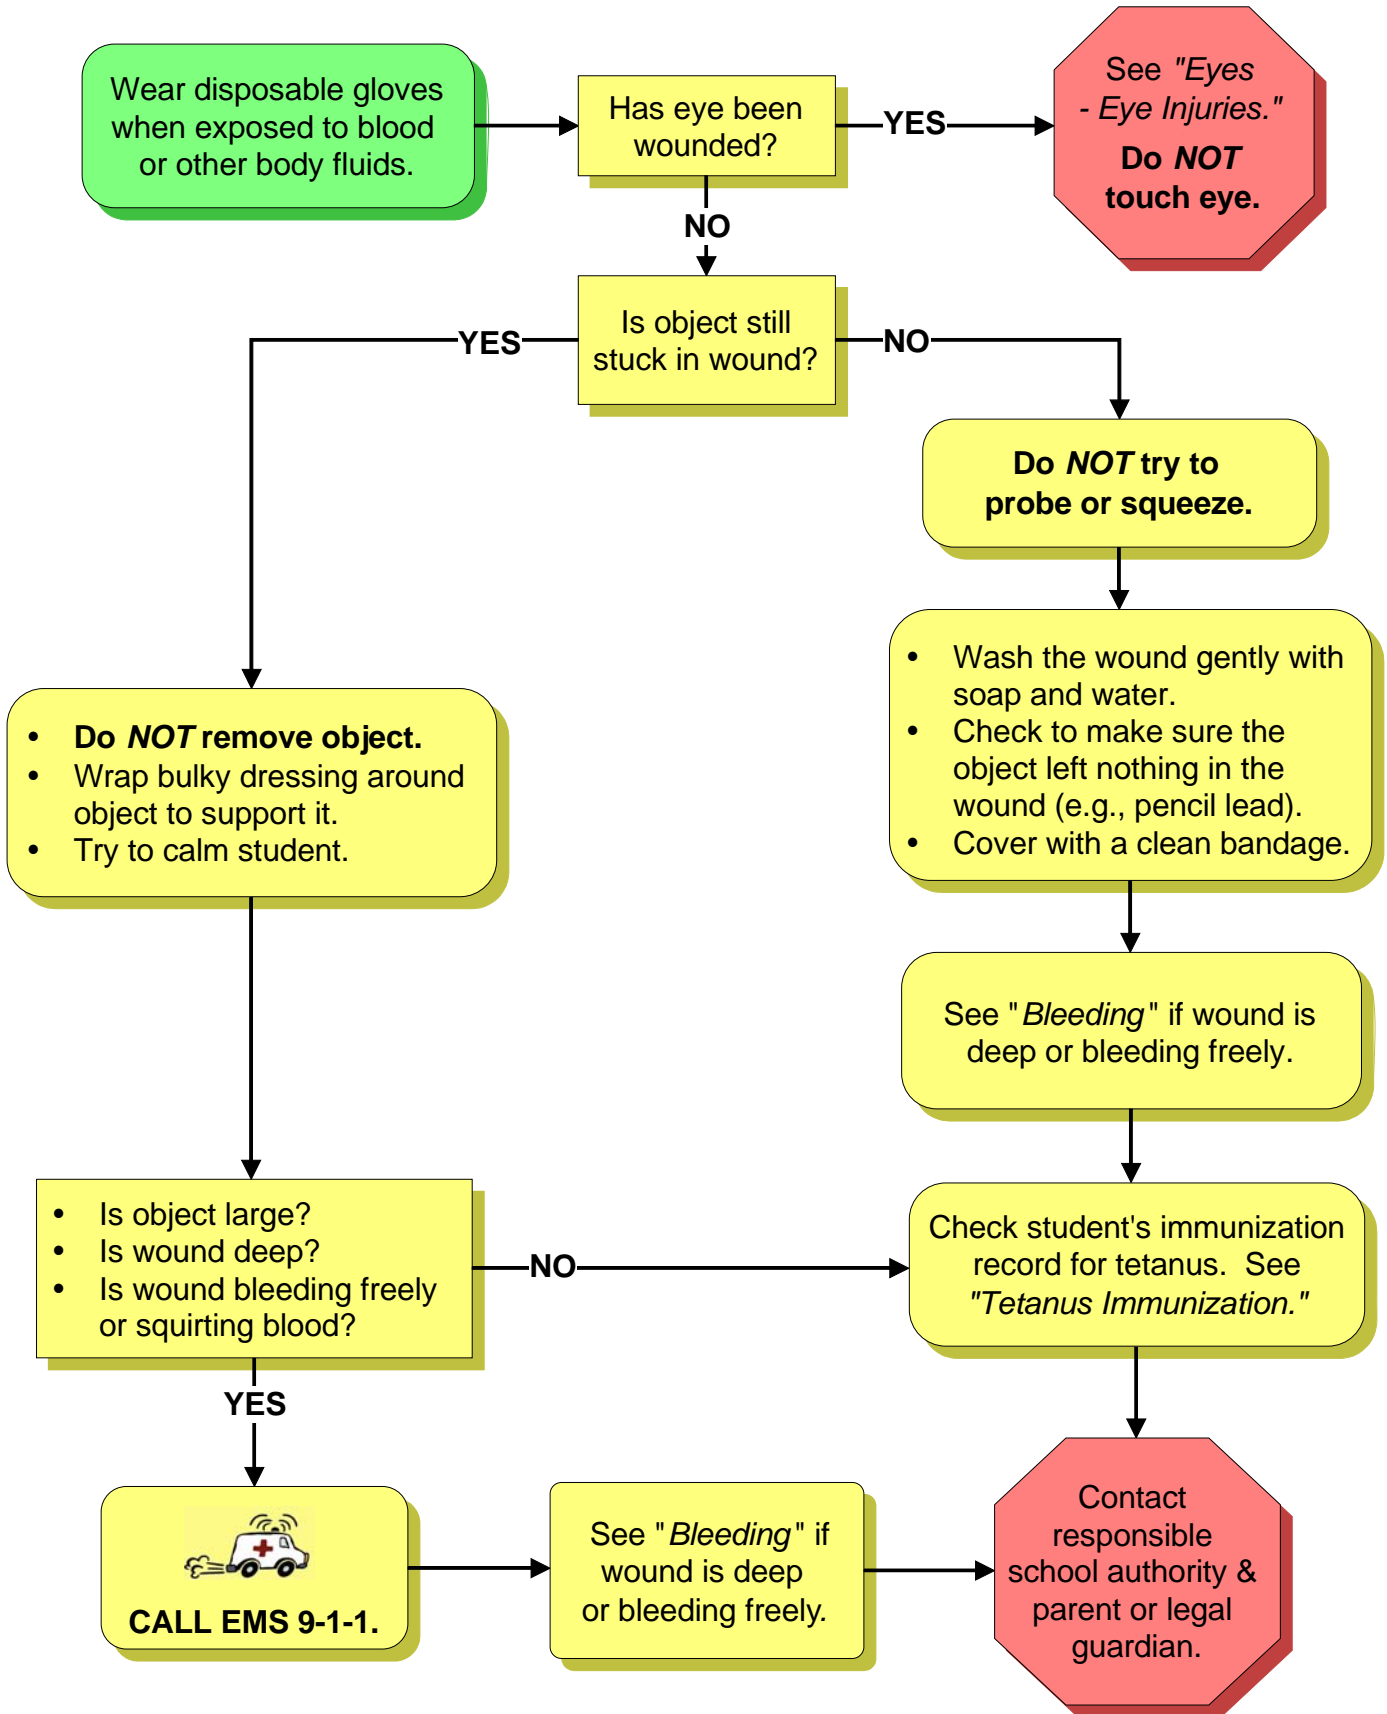 Wear disposable gloves
when exposed to blood
or other body fluids.
Has eye been
wounded?
YES
See "Eyes
- Eye Injuries."
Do NOT
touch eye.
NO
Is object still
stuck in wound?
YES
NO
Do NOT try to
probe or squeeze.
• Wash the wound gently with
soap and water.
• Check to make sure the
object left nothing in the
wound (e.g., pencil lead).
• Cover with a clean bandage.
• Do NOT remove object.
• Wrap bulky dressing around
object to support it.
• Try to calm student.
See "Bleeding" if wound is
deep or bleeding freely.
• Is object large?
• Is wound deep?
• Is wound bleeding freely
or squirting blood?
NO
Check student's immunization
record for tetanus. See
"Tetanus Immunization."
YES
CALL EMS 9-1-1.
See "Bleeding" if
wound is deep
or bleeding freely.
Contact
responsible
school authority &
parent or legal
guardian.